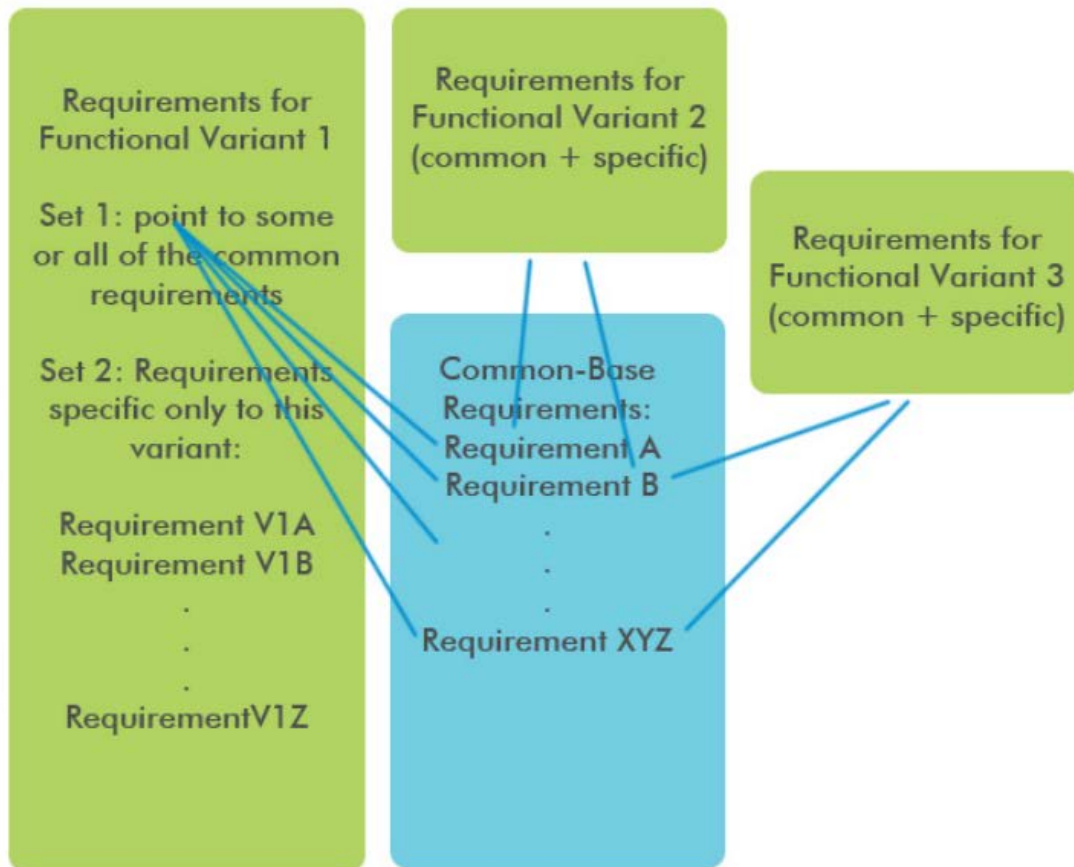 Requirements for
Functional Variant 1
Set 1: point to some
or all of the common
requirements
Set 2: Requirements
specific only to this
variant:
Requirement V1A
Requirement V1B
.
.
.
RequirementV1Z
Requirements for
Functional Variant 2
(common + specific)
Common-Base
Requirements:
Requirement A
Requirement B
.
.
.
Requirement XYZ
Requirements for
Functional Variant 3
(common + specific)